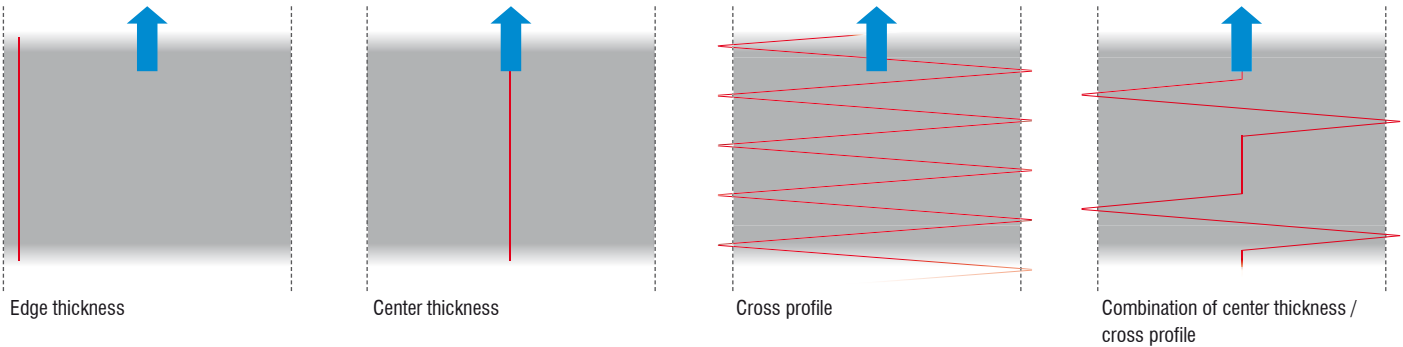 Edge thickness
Center thickness
Cross profile
Combination of center thickness /
cross profile